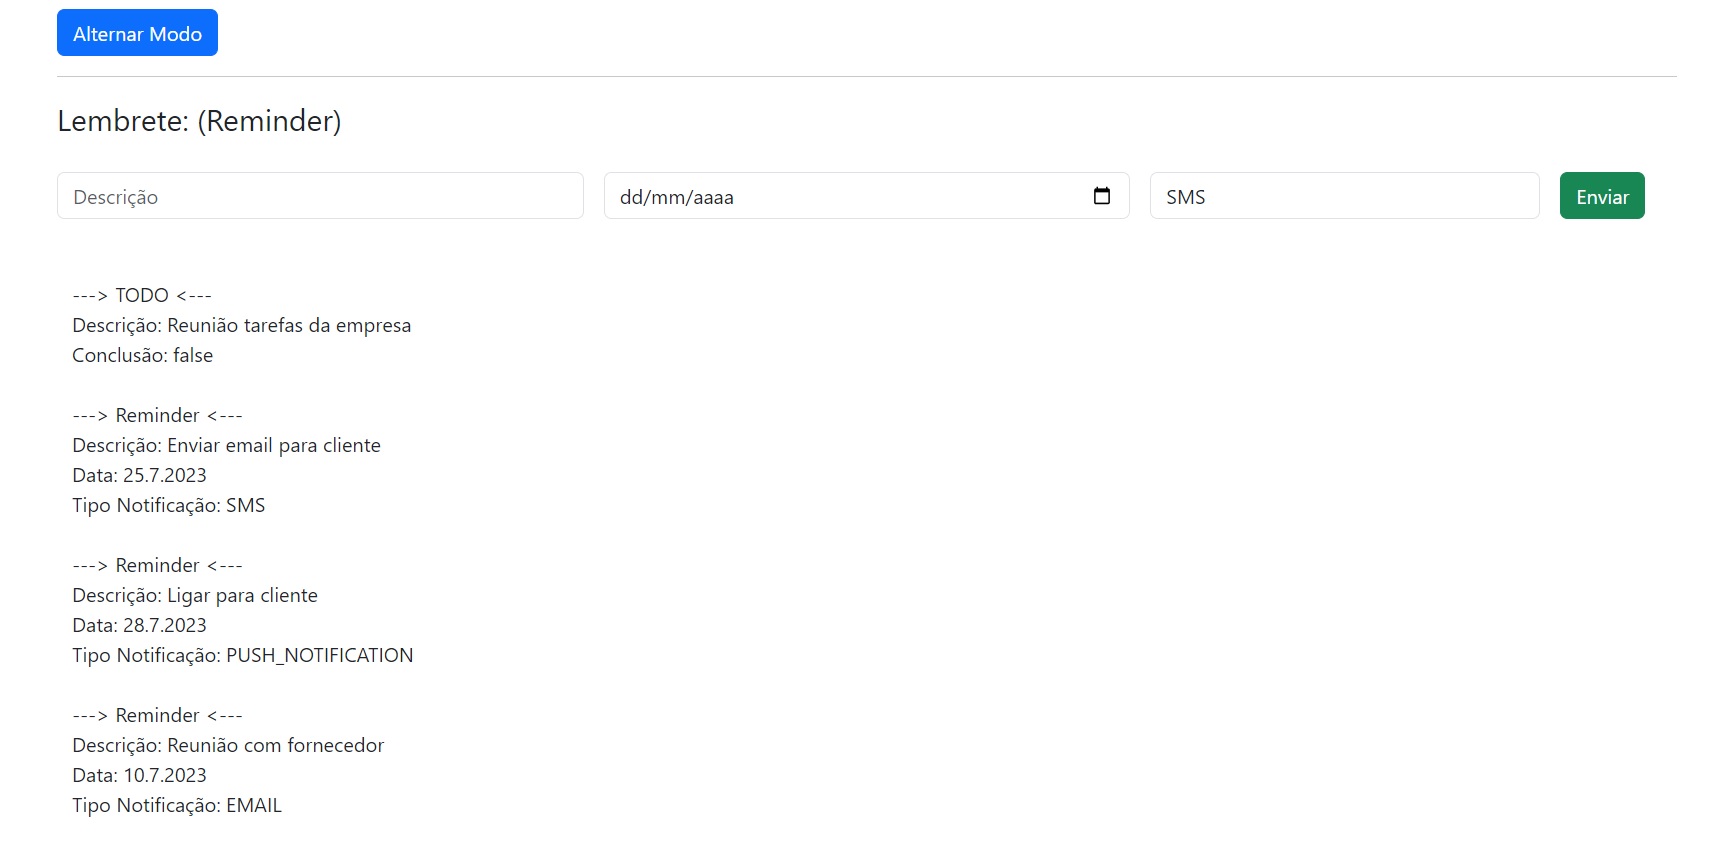 Alternar Modo
Lembrete: (Reminder)
Descrição dd/mm/aaaa SMS Enviar
---> TODO <---
Descrição: Reunião tarefas da empresa
Conclusão: false
---> Reminder <---
Descrição: Enviar email para cliente
Data: 25.7.2023
Tipo Notificação: SMS
---> Reminder <---
Descrição: Ligar para cliente
Data: 28.7.2023
Tipo Notificação: PUSH_NOTIFICATION
---> Reminder <---
Descrição: Reunião com fornecedor
Data: 10.7.2023
Tipo Notificação: EMAIL